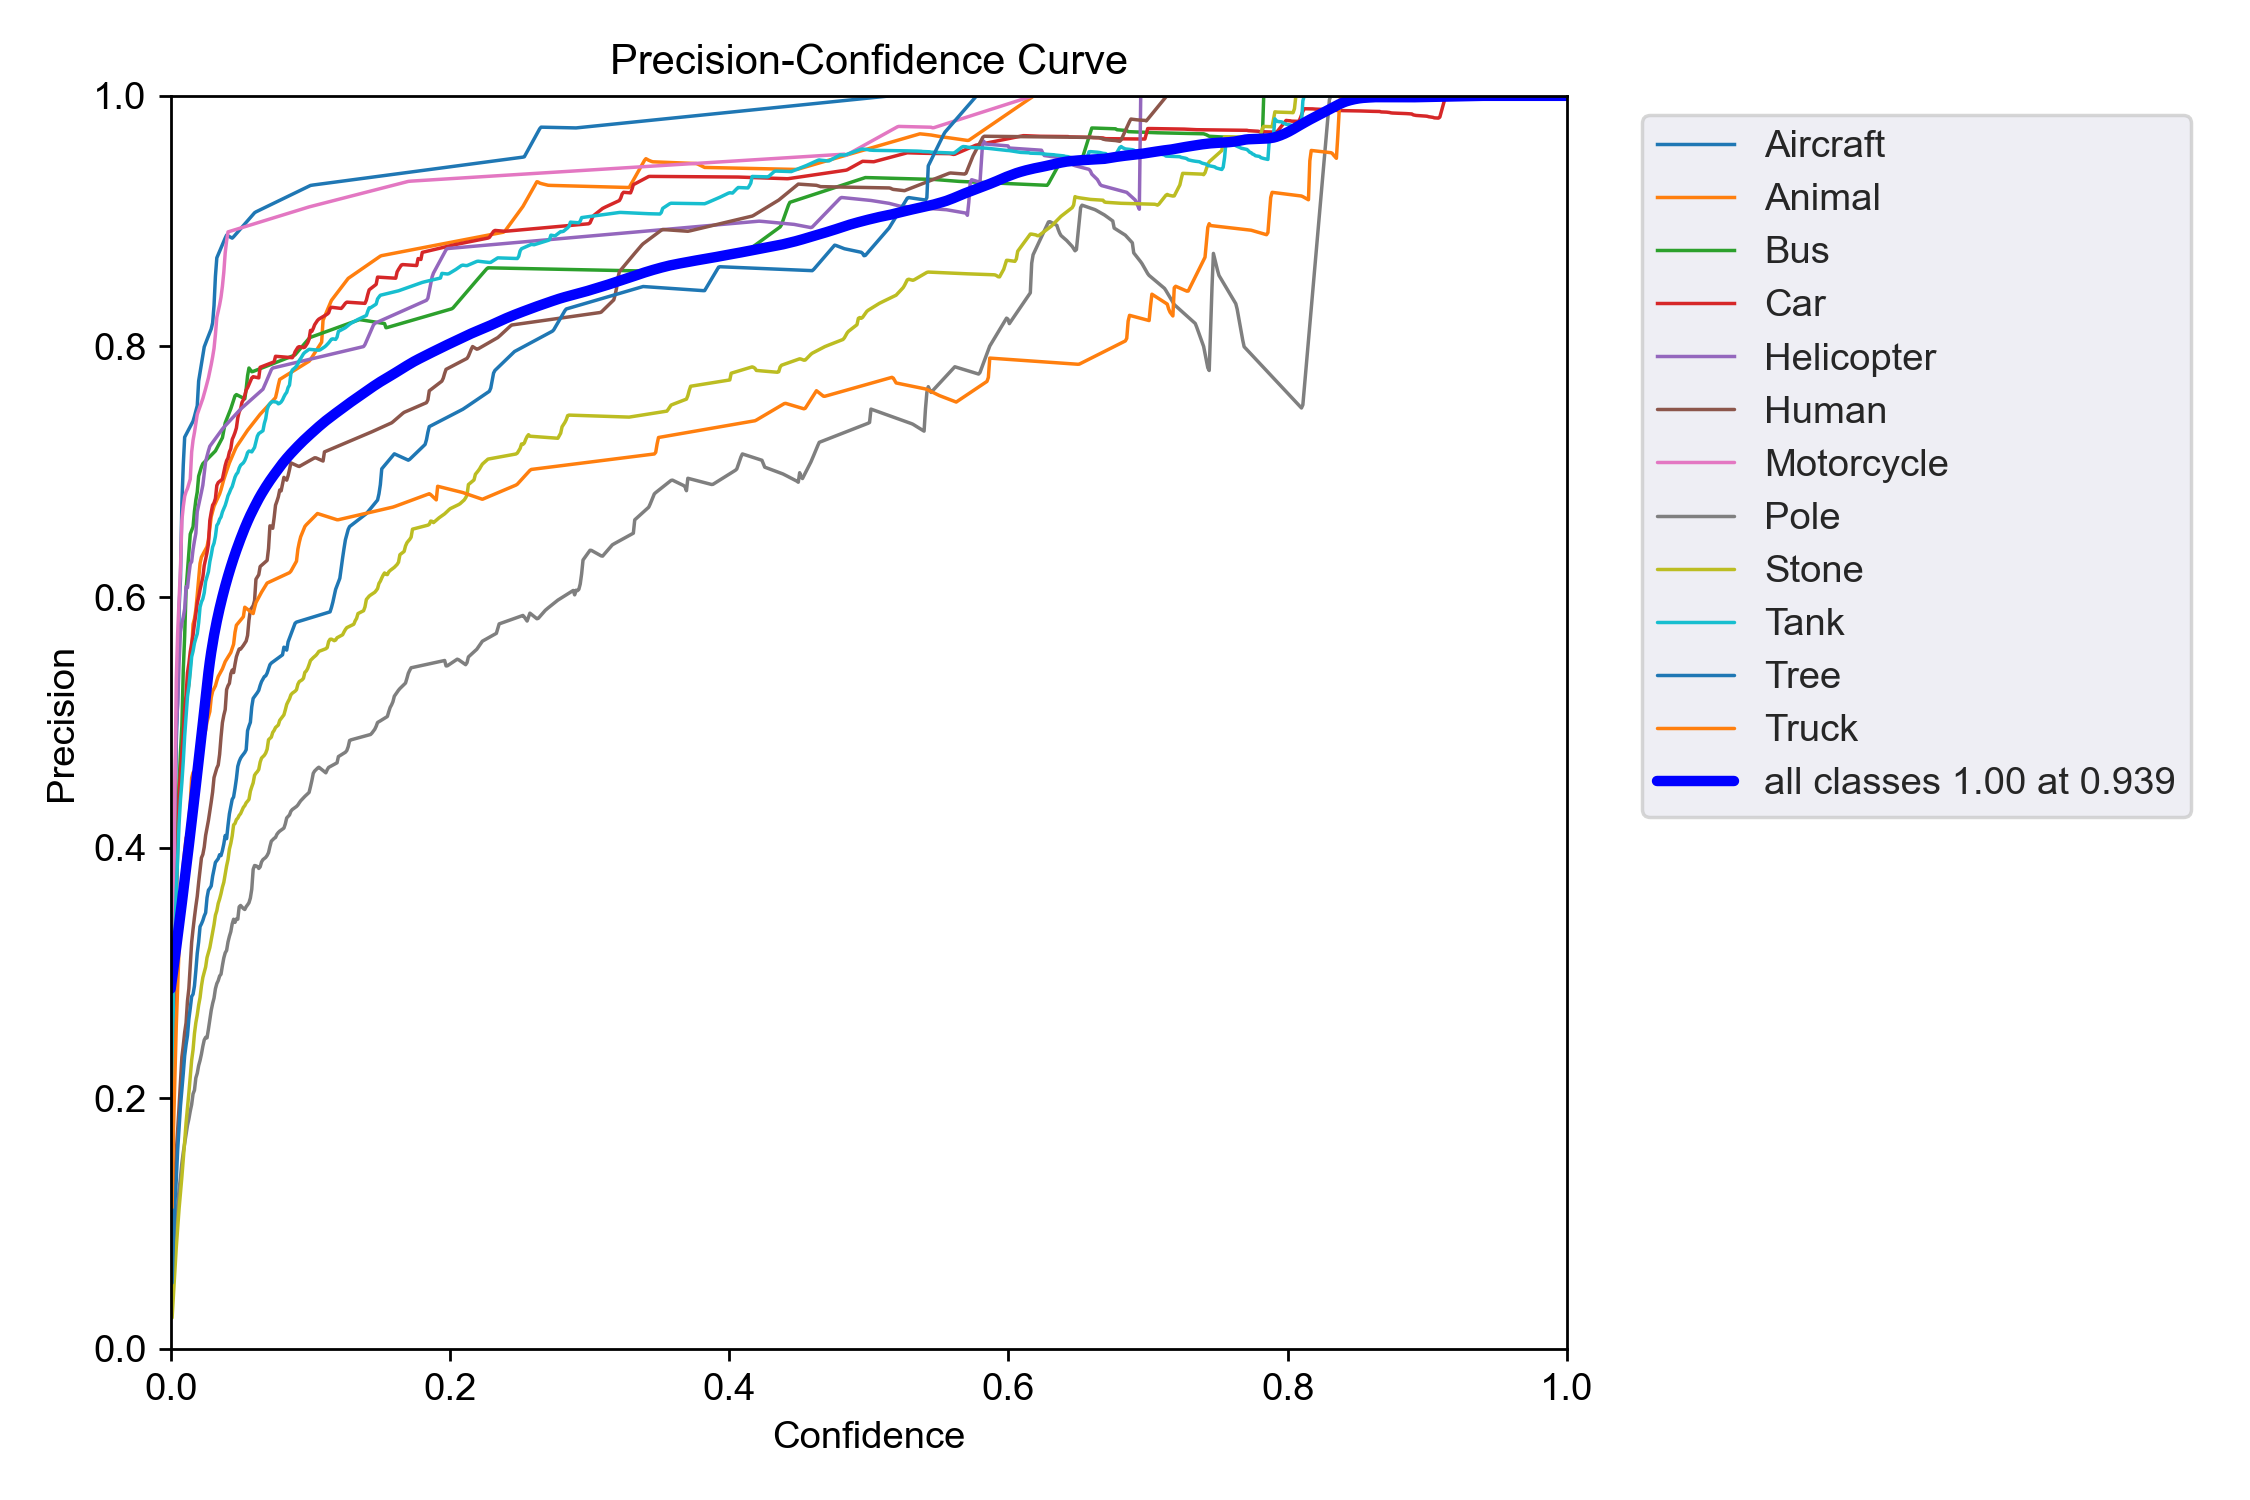 Precision-Confidence Curve
1.0
0.8
0.6
0.4
0.2
0.0
Precision
0.0 0.2 0.4 0.6 0.8 1.0
Confidence
Aircraft
Animal
Bus
Car
Helicopter
Human
Motorcycle
Pole
Stone
Tank
Tree
Truck
all classes 1.00 at 0.939